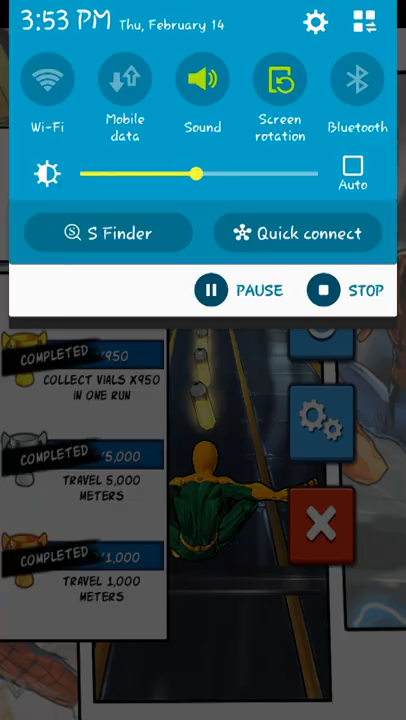 3:53 PM Thu, February 14
Wi-Fi
Mobile
data
Sound
Screen
rotation
Bluetooth
Auto
S Finder
Quick connect
PAUSE
STOP
COMPLETED /950
COLLECT VIALS X950
IN ONE RUN
COMPLETED 5,000
TRAVEL 5,000
METERS
COMPLETED /1,000
TRAVEL 1,000
METERS